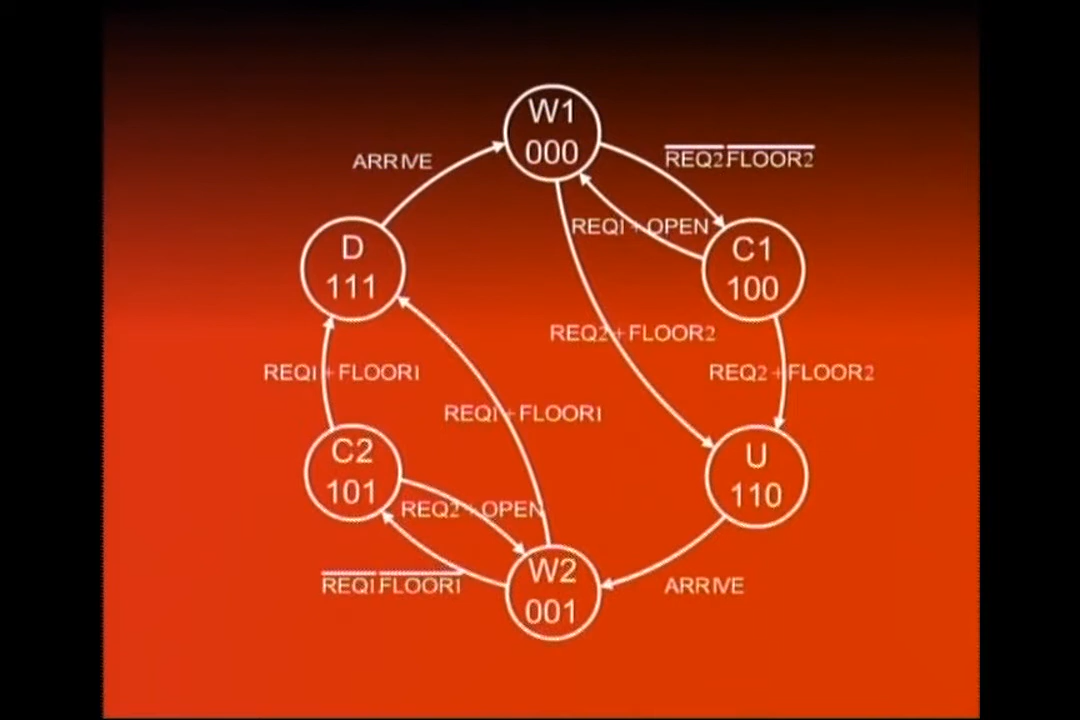 W1
000
ARRIVE
REQ2 FLOOR2
REQ1 + OPEN
D
111
C1
100
REQ2 + FLOOR2
REQ1 + FLOOR1
REQ2 + FLOOR2
REQ1 + FLOOR1
C2
101
U
110
REQ2 + OPEN
W2
001
REQ1 FLOOR1
ARRIVE